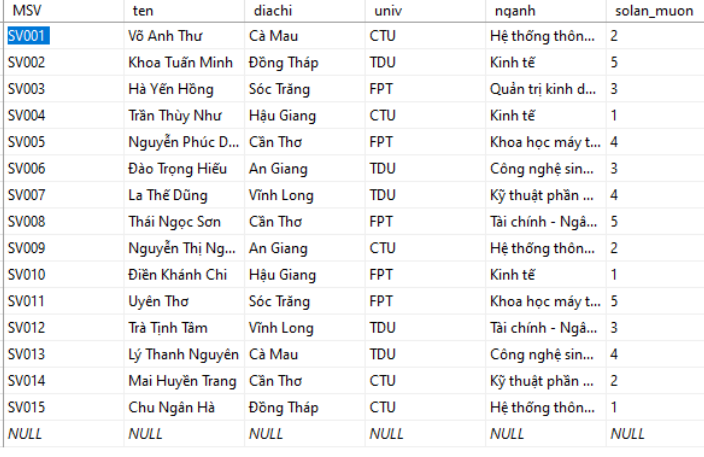 MSV ten diachi univ nganh solan_muon
SV001 Võ Anh Thư Cà Mau CTU Hệ thống thôn... 2
SV002 Khoa Tuấn Minh Đồng Tháp TDU Kinh tế 5
SV003 Hà Yến Hồng Sóc Trăng FPT Quản trị kinh d... 3
SV004 Trần Thùy Như Hậu Giang CTU Kinh tế 1
SV005 Nguyễn Phúc D... Cần Thơ FPT Khoa học máy t... 4
SV006 Đào Trọng Hiếu An Giang TDU Công nghệ sin... 3
SV007 La Thế Dũng Vĩnh Long TDU Kỹ thuật phần ... 4
SV008 Thái Ngọc Sơn Cần Thơ FPT Tài chính - Ngâ... 5
SV009 Nguyễn Thị Ng... An Giang CTU Hệ thống thôn... 2
SV010 Điền Khánh Chi Hậu Giang FPT Kinh tế 1
SV011 Uyên Thơ Sóc Trăng FPT Khoa học máy t... 5
SV012 Trà Tịnh Tâm Vĩnh Long TDU Tài chính - Ngâ... 3
SV013 Lý Thanh Nguyên Cà Mau TDU Công nghệ sin... 4
SV014 Mai Huyền Trang Cần Thơ CTU Kỹ thuật phần ... 2
SV015 Chu Ngân Hà Đồng Tháp CTU Hệ thống thôn... 1
NULL NULL NULL NULL NULL NULL